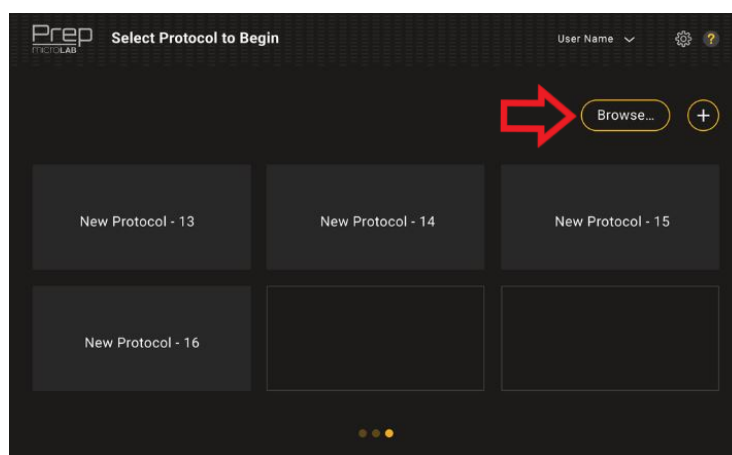 Prep
MICROLAB
Select Protocol to Begin
User Name
?
Browse...
+
New Protocol - 13
New Protocol - 14
New Protocol - 15
New Protocol - 16